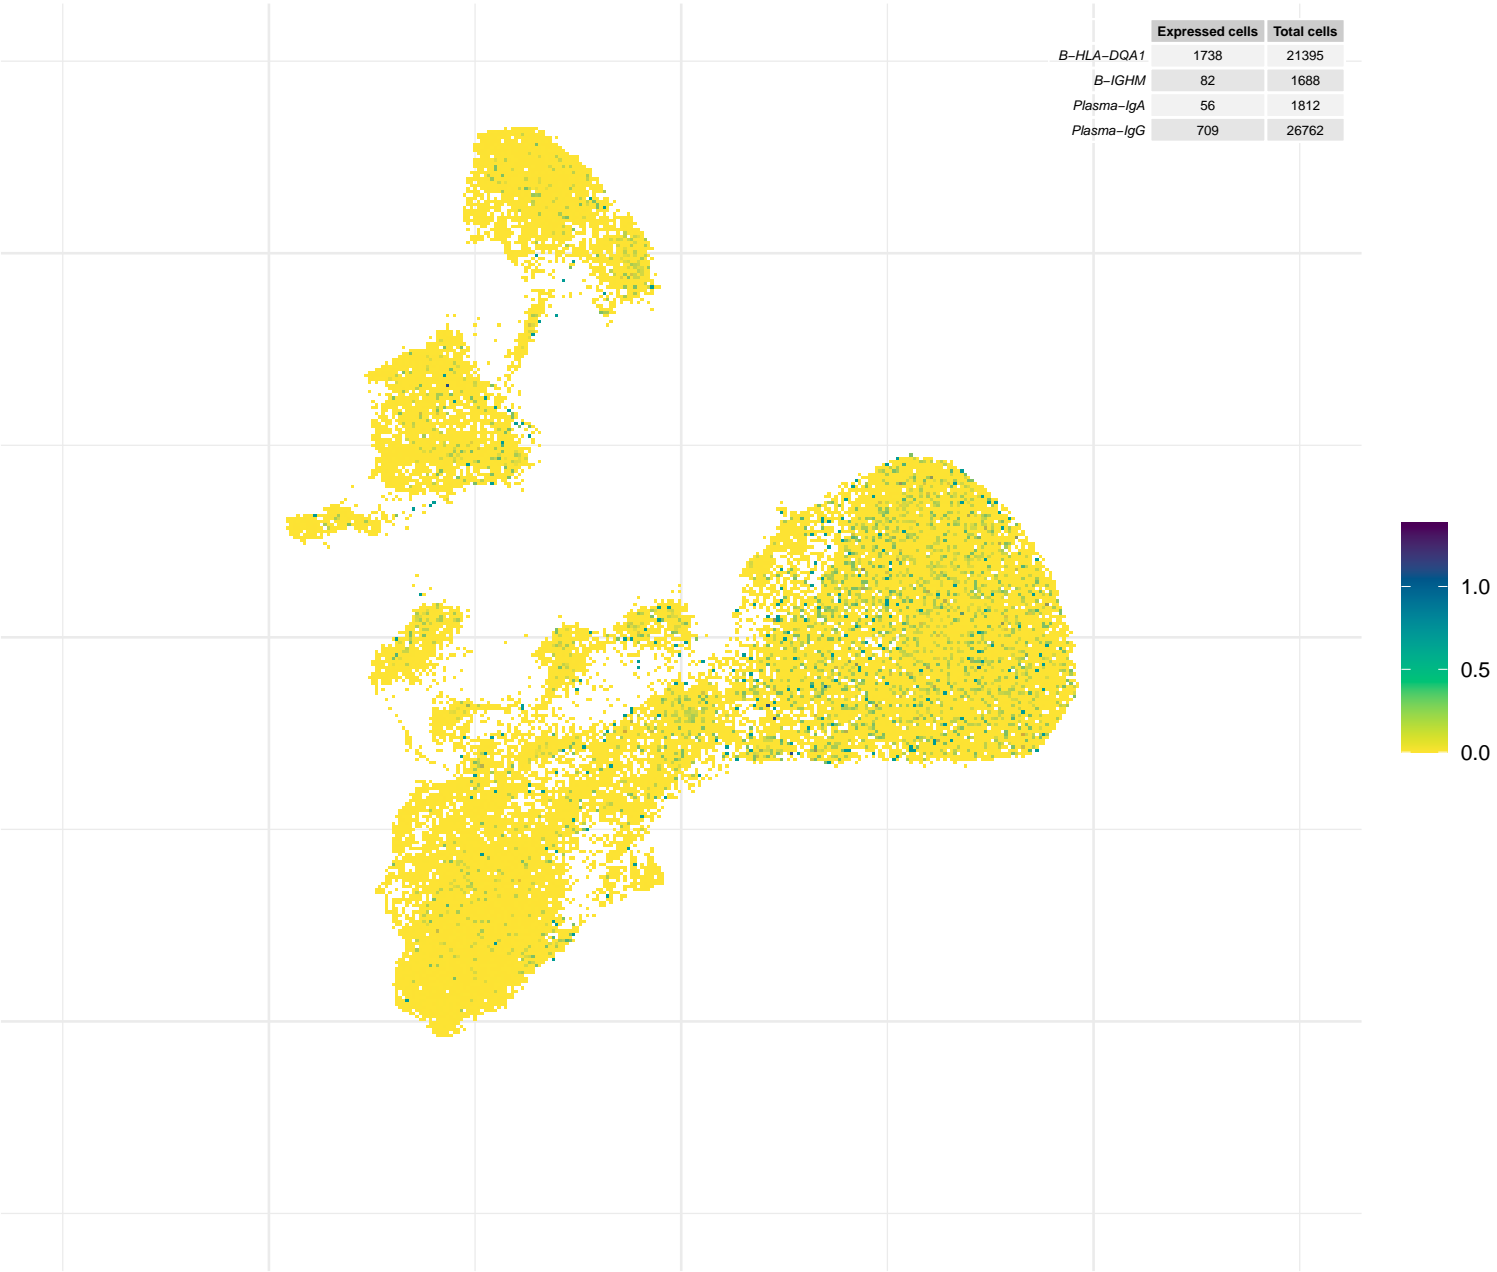 Expressed cells Total cells
B−HLA−DQA1 1738 21395
B−IGHM 82 1688
Plasma−IgA 56 1812
Plasma−IgG 709 26762
1.0
0.5
0.0